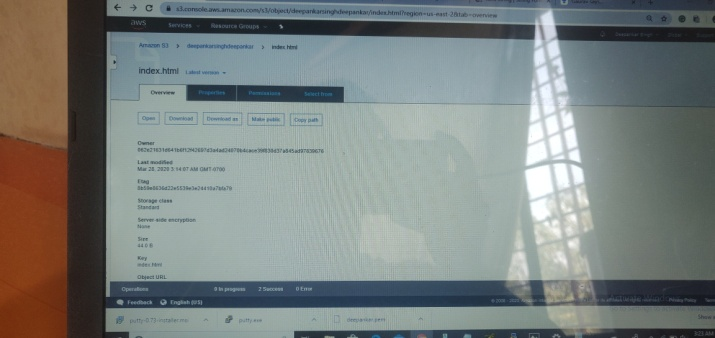 s3.console.aws.amazon.com/s3/object/deepankarsinghdeepankar/index.html?region=us-east-2&tab=overview
aws Services Resource Groups
Amazon S3 > deepankarsinghdeepankar > index.html
index.html Latest version
Overview Properties Permissions Select from
Open Download Download as Make public Copy path
Owner
Last modified
Mar 28, 2020
Etag
Storage class
Standard
Server-side encryption
None
Size
44.0 B
Key
index.html
Object URL
Operations 0 In progress 2 Success 0 Error
Feedback English (US) Privacy Policy
putty.exe deepankar.pem